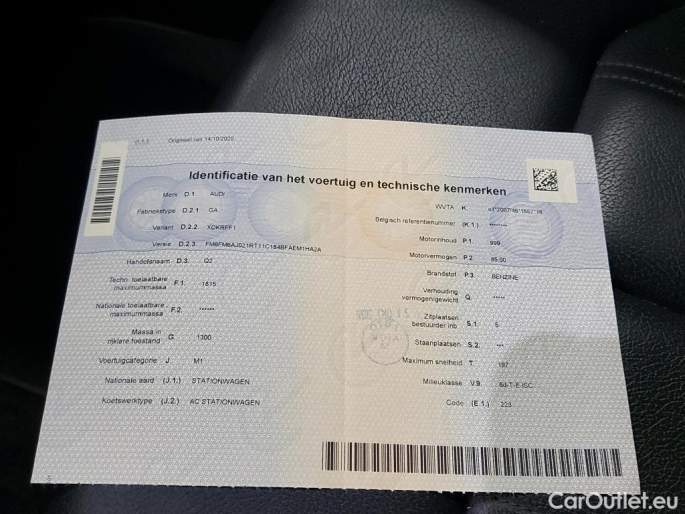 Origineel van 14/10/2020
Identificatie van het voertuig en technische kenmerken
Merk D.1 AUDI
Fabriekstype D.2.1 GA
Variant D.2.2
Versie D.2.3
Handelsnaam D.3. Q2
Techn. toelaatbare
maximummassa F.1. 1815
Nationale toelaatbare
maximummassa F.2. ******
Massa in
rijklare toestand G. 1300
Voertuigcategorie J. M1
Nationale aard (J.1.) STATIONWAGEN
Koetswerktype (J.2.) AC STATIONWAGEN
WVTA K.
Belgisch referentienummer (K.1.) ********
Motorinhoud P.1. 999
Motorvermogen P.2. 85.00
Brandstof P.3. BENZINE
Verhouding
vermogen/gewicht Q. *****
Zitplaatsen
bestuurder inb. S.1. 5
Staanplaatsen S.2. ***
Maximum snelheid T. 197
Milieuklasse V.9. 6d-T-E-ISC
Code (E.1.) 223
CarOutlet.eu